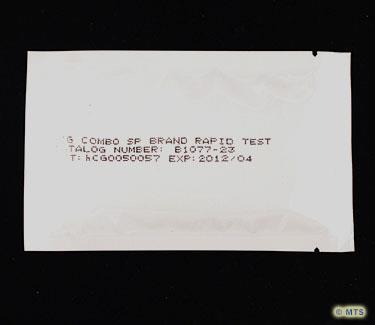 G COMBO SP BRAND RAPID TEST
TALOG NUMBER: B1077-23
T: hCG0050057 EXP: 2012/04
© MTS